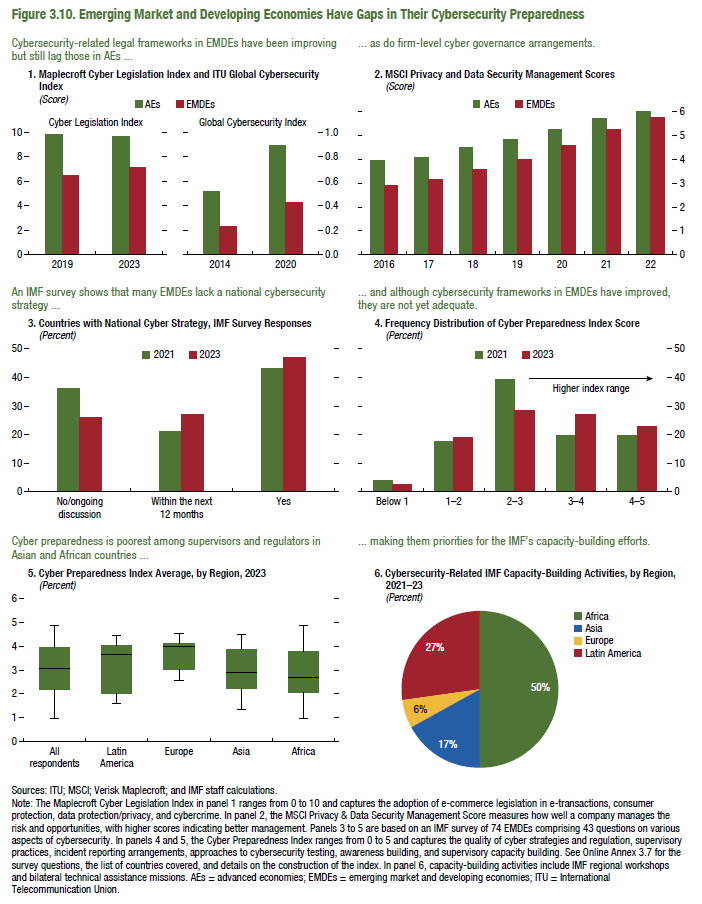 Figure 3.10. Emerging Market and Developing Economies Have Gaps in Their Cybersecurity Preparedness
Cybersecurity-related legal frameworks in EMDEs have been improving
but still lag those in AEs ...
1. Maplecroft Cyber Legislation Index and ITU Global Cybersecurity
Index
(Score)
AEs EMDEs
Cyber Legislation Index Global Cybersecurity Index
10 1.0
8 0.8
6 0.6
4 0.4
2 0.2
0 0.0
2019 2023 2014 2020
... as do firm-level cyber governance arrangements.
2. MSCI Privacy and Data Security Management Scores
(Score)
AEs EMDEs
6
5
4
3
2
1
0
2016 17 18 19 20 21 22
An IMF survey shows that many EMDEs lack a national cybersecurity
strategy ...
3. Countries with National Cyber Strategy, IMF Survey Responses
(Percent)
2021 2023
50
40
30
20
10
0
No/ongoing Within the next Yes
discussion 12 months
... and although cybersecurity frameworks in EMDEs have improved,
they are not yet adequate.
4. Frequency Distribution of Cyber Preparedness Index Score
(Percent)
2021 2023
Higher index range
50
40
30
20
10
0
Below 1 1–2 2–3 3–4 4–5
Cyber preparedness is poorest among supervisors and regulators in
Asian and African countries ...
5. Cyber Preparedness Index Average, by Region, 2023
(Percent)
6
5
4
3
2
1
0
All Latin Europe Asia Africa
respondents America
... making them priorities for the IMF's capacity-building efforts.
6. Cybersecurity-Related IMF Capacity-Building Activities, by Region,
2021–23
(Percent)
Africa
Asia
Europe
Latin America
27%
50%
6%
17%
Sources: ITU; MSCI; Verisk Maplecroft; and IMF staff calculations.
Note: The Maplecroft Cyber Legislation Index in panel 1 ranges from 0 to 10 and captures the adoption of e-commerce legislation in e-transactions, consumer
protection, data protection/privacy, and cybercrime. In panel 2, the MSCI Privacy & Data Security Management Score measures how well a company manages the
risk and opportunities, with higher scores indicating better management. Panels 3 to 5 are based on an IMF survey of 74 EMDEs comprising 43 questions on various
aspects of cybersecurity. In panels 4 and 5, the Cyber Preparedness Index ranges from 0 to 5 and captures the quality of cyber strategies and regulation, supervisory
practices, incident reporting arrangements, approaches to cybersecurity testing, awareness building, and supervisory capacity building. See Online Annex 3.7 for the
survey questions, the list of countries covered, and details on the construction of the index. In panel 6, capacity-building activities include IMF regional workshops
and bilateral technical assistance missions. AEs = advanced economies; EMDEs = emerging market and developing economies; ITU = International
Telecommunication Union.